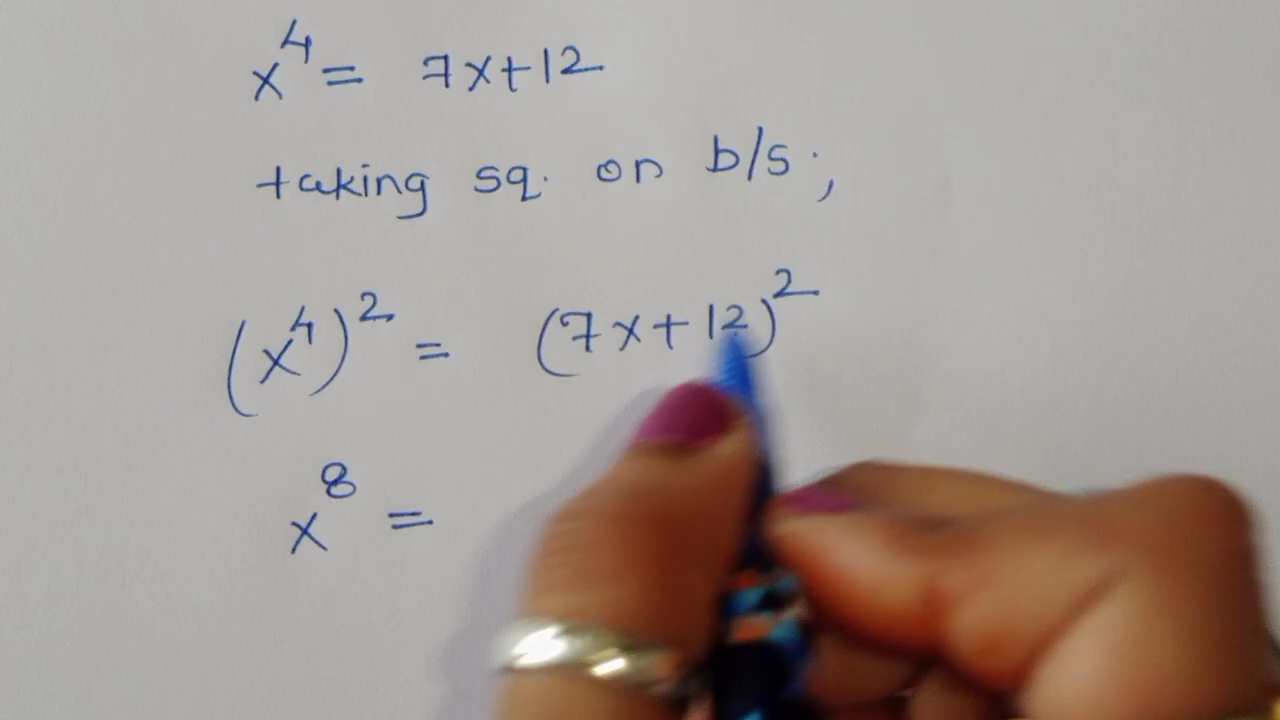 x⁴ = 7x+12
taking sq. on b/s.,
(x⁴)² = (7x+12)²
x⁸ =